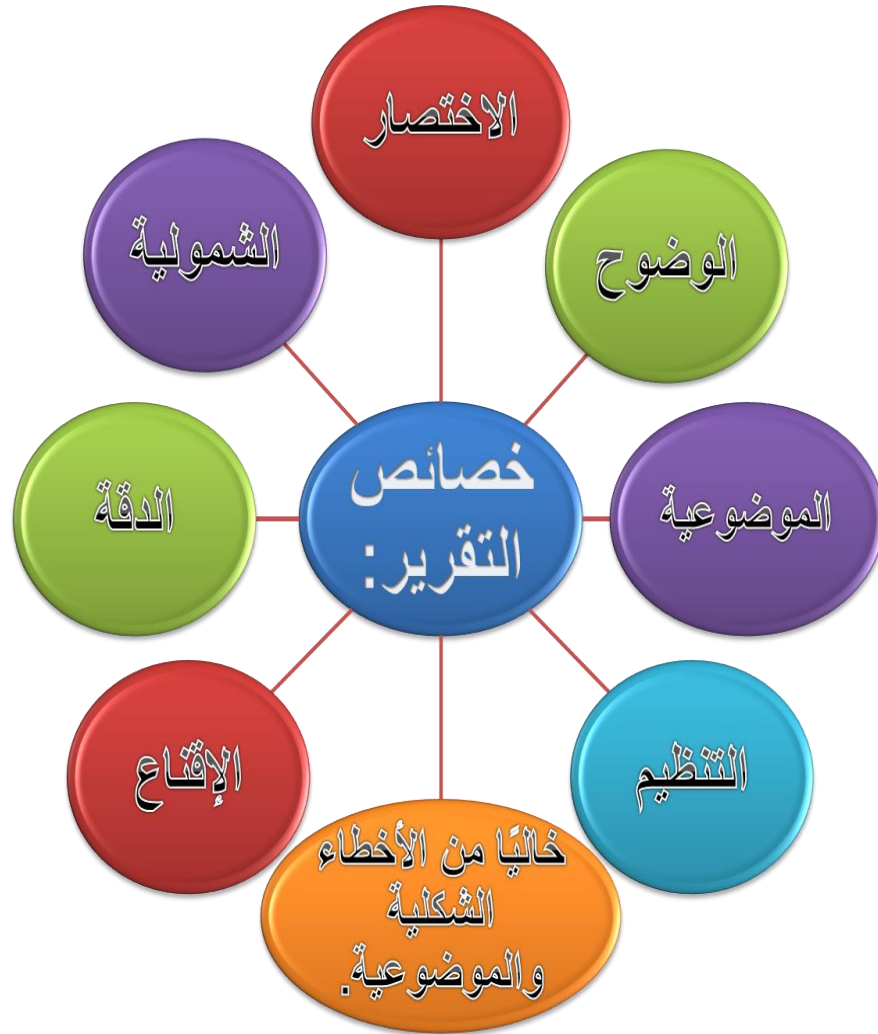 خصائص
التقرير:
الاختصار
الوضوح
الموضوعية
التنظيم
خاليًا من الأخطاء
الشكلية
والموضوعية.
الإقناع
الدقة
الشمولية